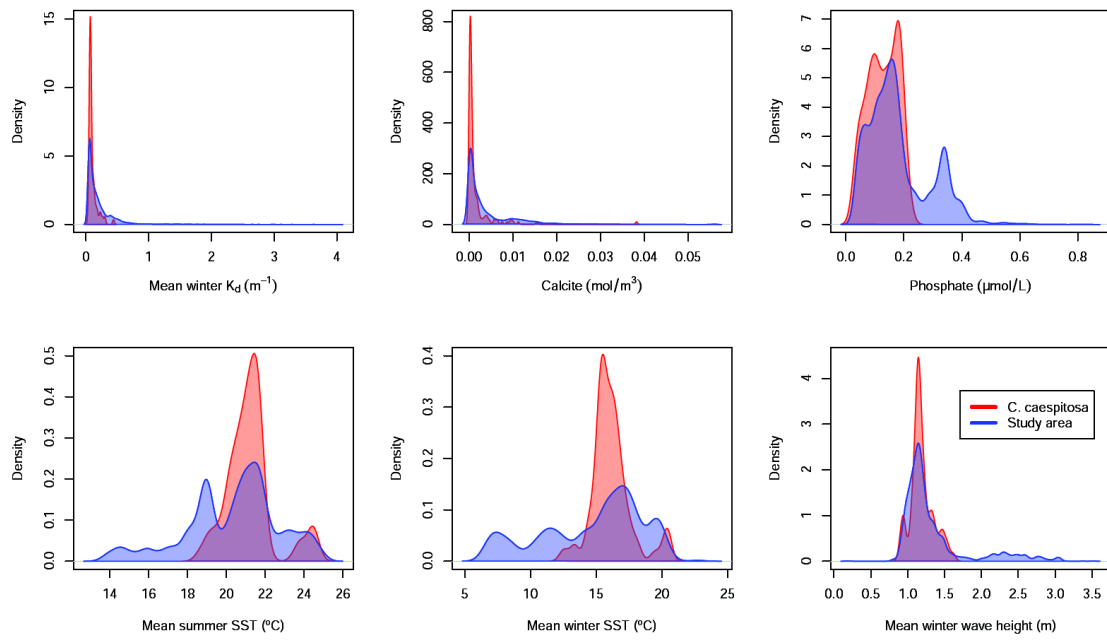 Density
0 5 10 15
0 1 2 3 4
Mean winter K_d (m⁻¹)
Density
0 200 400 600 800
0.00 0.01 0.02 0.03 0.04 0.05
Calcite (mol/m³)
Density
0 1 2 3 4 5 6 7
0.0 0.2 0.4 0.6 0.8
Phosphate (µmol/L)
Density
0.0 0.1 0.2 0.3 0.4 0.5
14 16 18 20 22 24 26
Mean summer SST (ºC)
Density
0.0 0.1 0.2 0.3 0.4
5 10 15 20 25
Mean winter SST (ºC)
Density
0 1 2 3 4
C. caespitosa
Study area
0.0 0.5 1.0 1.5 2.0 2.5 3.0 3.5
Mean winter wave height (m)